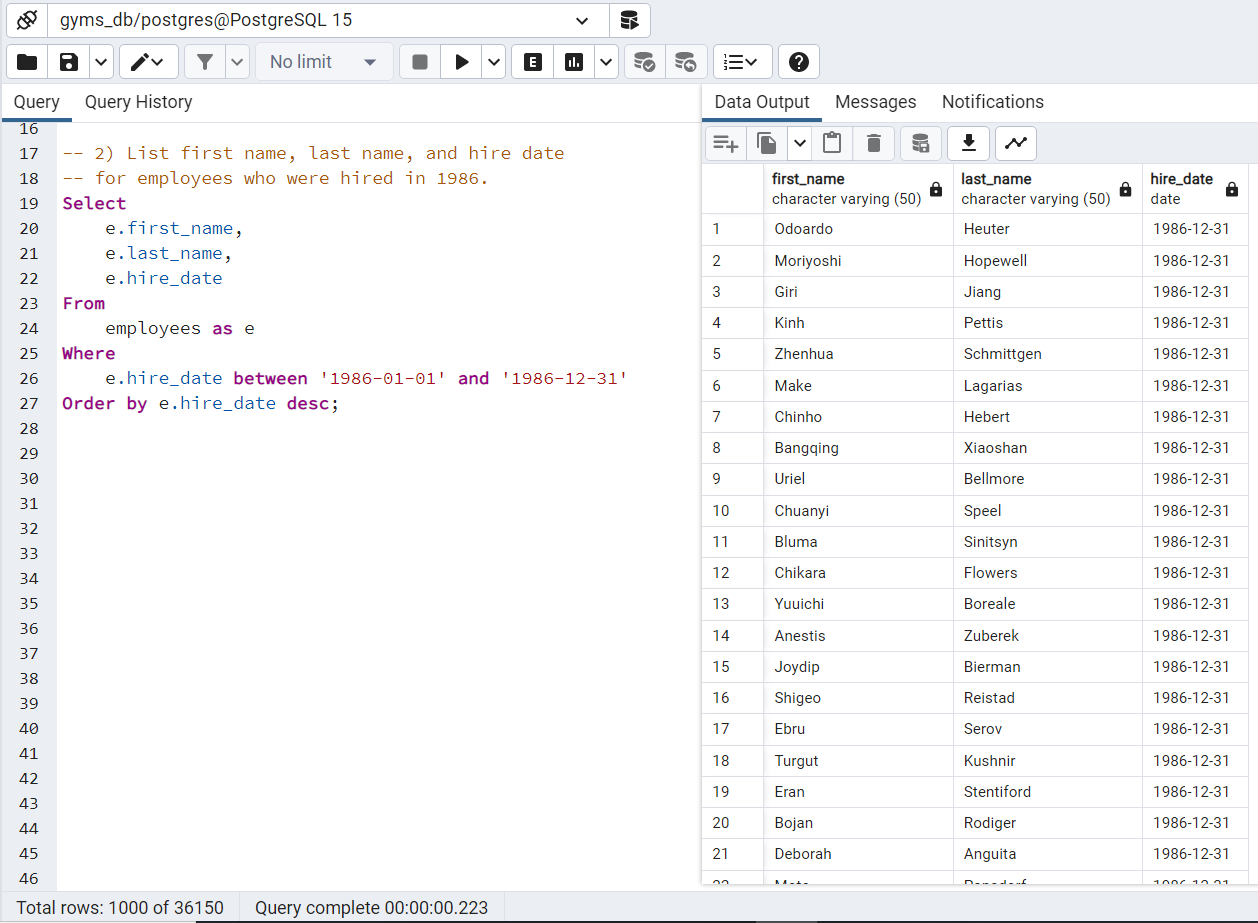 gyms_db/postgres@PostgreSQL 15
No limit
E
?
Query Query History
16
17 -- 2) List first name, last name, and hire date
18 -- for employees who were hired in 1986.
19 Select
20 e.first_name,
21 e.last_name,
22 e.hire_date
23 From
24 employees as e
25 Where
26 e.hire_date between '1986-01-01' and '1986-12-31'
27 Order by e.hire_date desc;
28
29
30
31
32
33
34
35
36
37
38
39
40
41
42
43
44
45
46
Data Output Messages Notifications
first_name last_name hire_date
character varying (50) character varying (50) date
1 Odoardo Heuter 1986-12-31
2 Moriyoshi Hopewell 1986-12-31
3 Giri Jiang 1986-12-31
4 Kinh Pettis 1986-12-31
5 Zhenhua Schmittgen 1986-12-31
6 Make Lagarias 1986-12-31
7 Chinho Hebert 1986-12-31
8 Bangqing Xiaoshan 1986-12-31
9 Uriel Bellmore 1986-12-31
10 Chuanyi Speel 1986-12-31
11 Bluma Sinitsyn 1986-12-31
12 Chikara Flowers 1986-12-31
13 Yuuichi Boreale 1986-12-31
14 Anestis Zuberek 1986-12-31
15 Joydip Bierman 1986-12-31
16 Shigeo Reistad 1986-12-31
17 Ebru Serov 1986-12-31
18 Turgut Kushnir 1986-12-31
19 Eran Stentiford 1986-12-31
20 Bojan Rodiger 1986-12-31
21 Deborah Anguita 1986-12-31
22 1986-12-31
Total rows: 1000 of 36150 Query complete 00:00:00.223